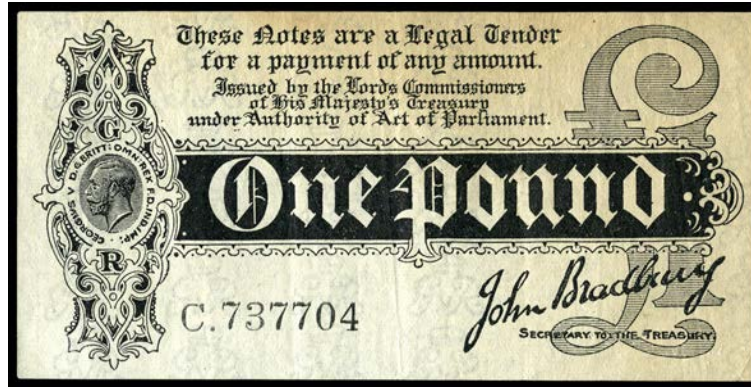 These Notes are a Legal Tender
for a payment of any amount.
Issued by the Lords Commissioners
of His Majesty's Treasury
under Authority of Act of Parliament.
£1
G
GEORGIUS V D.G.BRITT: OMN: REX F.D. IND: IMP:
R
One Pound
C.737704
John Bradbury
SECRETARY TO THE TREASURY.